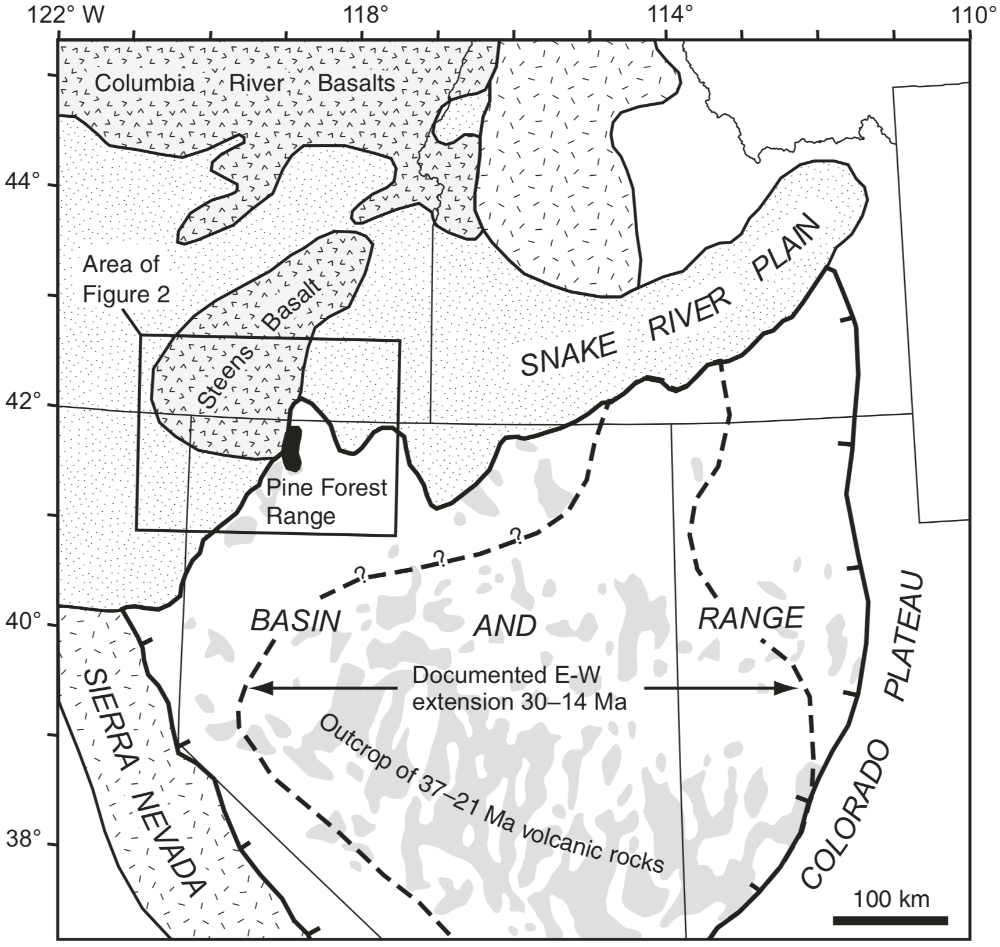 122° W
118°
114°
110°
Columbia River Basalts
44°
Area of
Figure 2
SNAKE RIVER PLAIN
Steens Basalt
42°
Pine Forest
Range
?
?
?
40°
BASIN AND RANGE
Documented E-W
extension 30–14 Ma
Outcrop of 37–21 Ma volcanic rocks
SIERRA NEVADA
COLORADO PLATEAU
38°
100 km